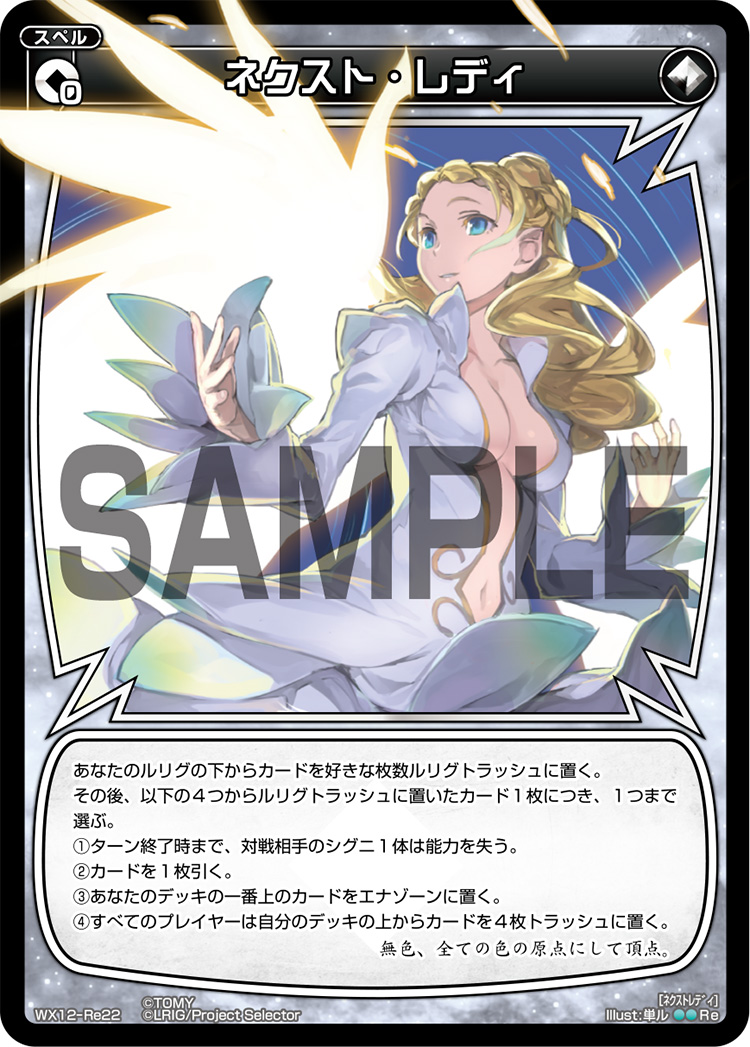 スペル
0
ネクスト・レディ
SAMPLE
あなたのルリグの下からカードを好きな枚数ルリグトラッシュに置く。
その後、以下の4つからルリグトラッシュに置いたカード1枚につき、1つまで
選ぶ。
①ターン終了時まで、対戦相手のシグニ1体は能力を失う。
②カードを1枚引く。
③あなたのデッキの一番上のカードをエナゾーンに置く。
④すべてのプレイヤーは自分のデッキの上からカードを4枚トラッシュに置く。
無色、全ての色の原点にして頂点。
WX12-Re22
©TOMY
©LRIG/Project Selector
[ネクストレディ]
Illust:単ル Re